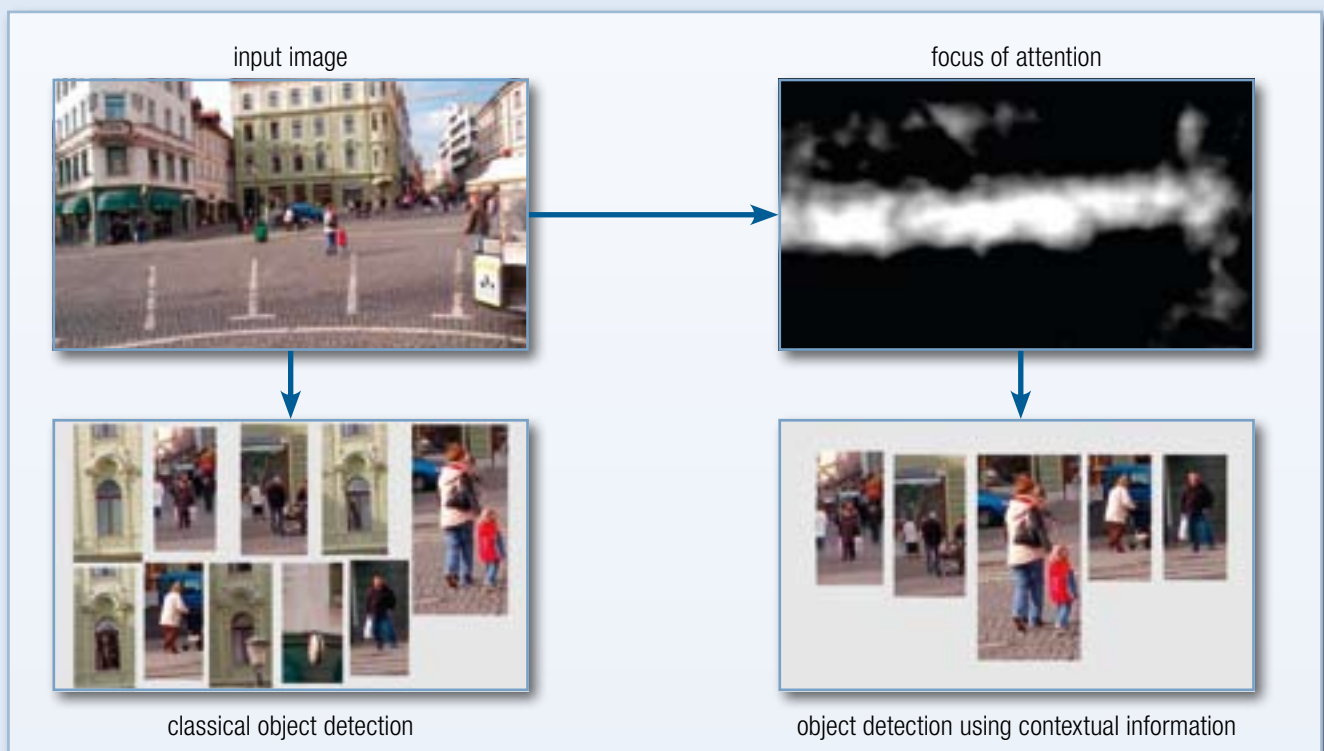 input image
focus of attention
classical object detection
object detection using contextual information